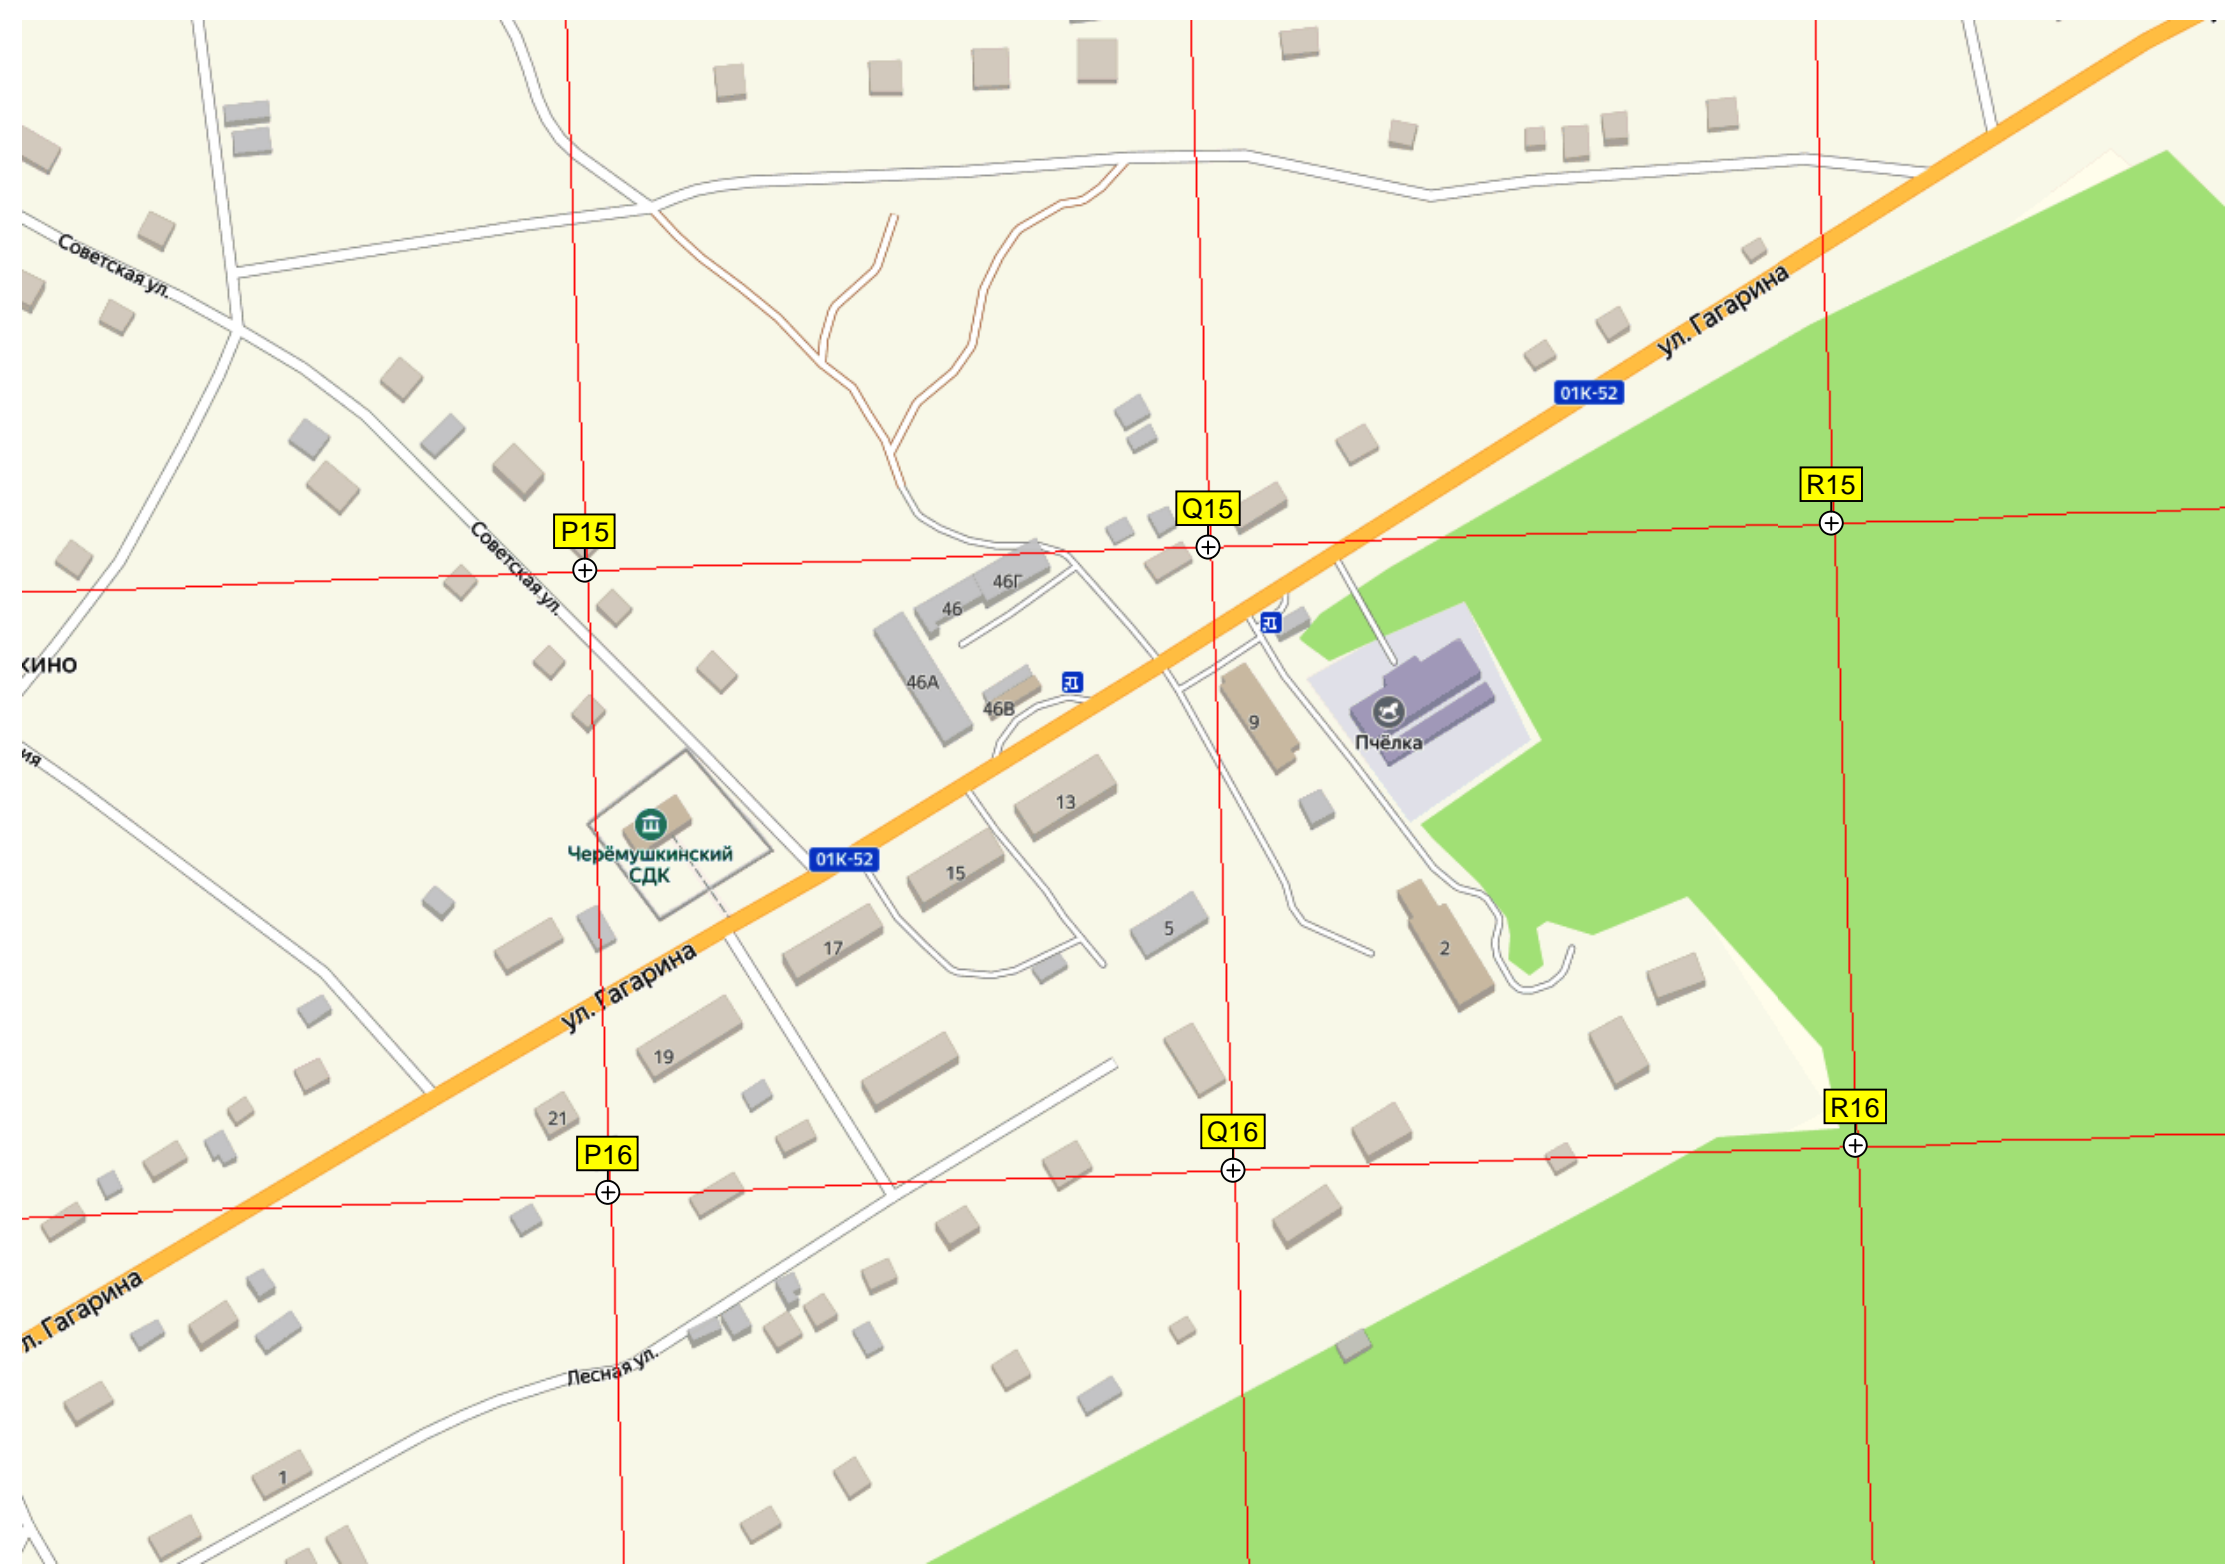 Советская ул.
ул. Гагарина
01К-52
R15
Q15
P15
Советская ул.
46Г
46
46А
46В
9
Пчёлка
13
Черёмушкинский
СДК
01К-52
15
5
17
2
ул. Гагарина
19
21
R16
Q16
P16
л. Гагарина
Лесная ул.
1
кино
ия